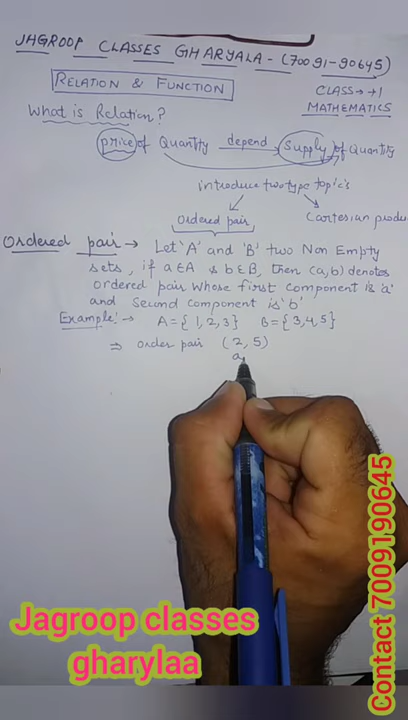 JAGROOP CLASSES GHARYALA - (70091-90645)
RELATION & FUNCTION
CLASS → +1
MATHEMATICS
What is Relation?
price of Quantity depend Supply of Quantity
introduce two type topic's
Ordered pair
Cartesian produ
Ordered pair → Let 'A' and 'B' two Non Empty
sets, if a ∈ A & b ∈ B, then (a, b) denotes
ordered pair whose first component is 'a'
and Second component is 'b'
Example:→ A = {1, 2, 3} B = {3, 4, 5}
⇒ order pair (2, 5)
a
Jagroop classes
gharylaa
Contact 7009190645